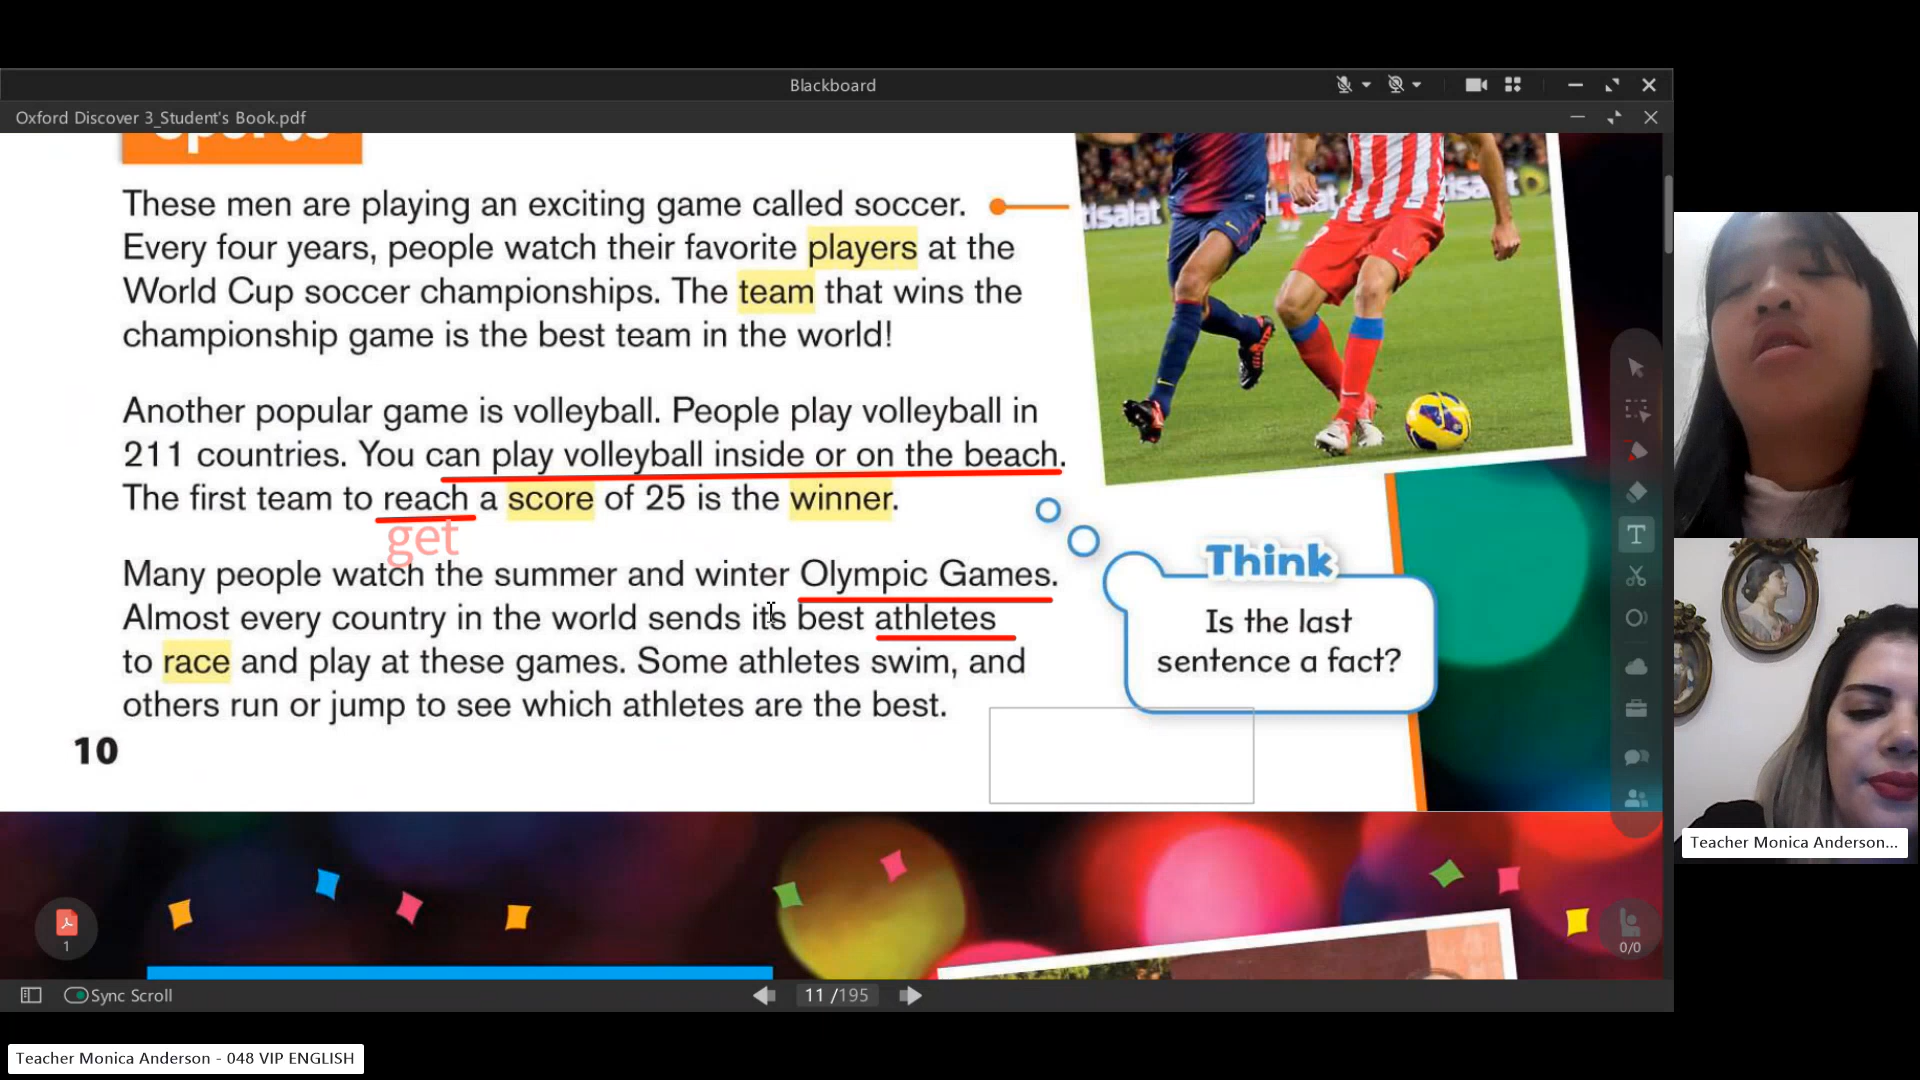 Blackboard
Oxford Discover 3_Student's Book.pdf
Sports
These men are playing an exciting game called soccer.
Every four years, people watch their favorite players at the
World Cup soccer championships. The team that wins the
championship game is the best team in the world!
Another popular game is volleyball. People play volleyball in
211 countries. You can play volleyball inside or on the beach.
The first team to reach a score of 25 is the winner.
get
Many people watch the summer and winter Olympic Games.
Almost every country in the world sends its best athletes
to race and play at these games. Some athletes swim, and
others run or jump to see which athletes are the best.
10
tisalat
Think
Is the last
sentence a fact?
T
1
0/0
Sync Scroll
11 /195
Teacher Monica Anderson...
Teacher Monica Anderson - 048 VIP ENGLISH